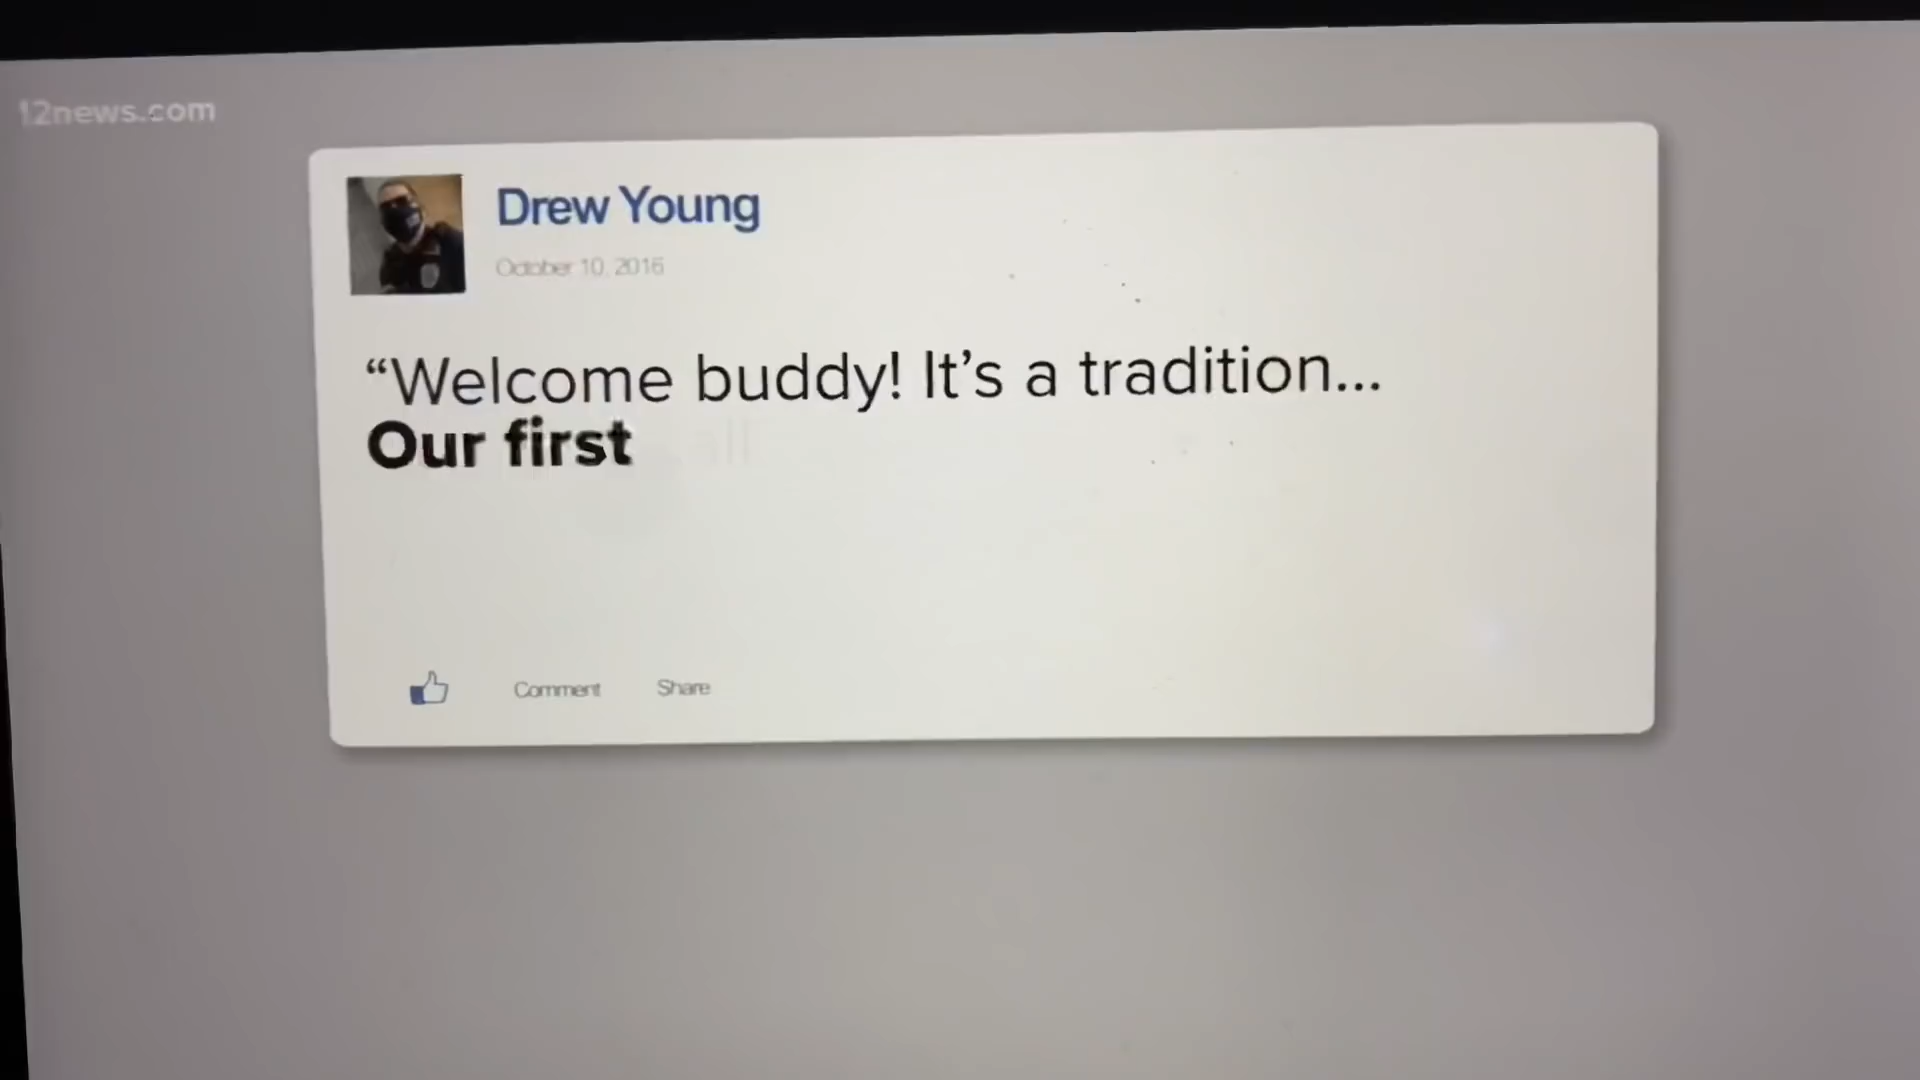 12news.com
Drew Young
October 10, 2016
“Welcome buddy! It’s a tradition...
Our first
Comment Share